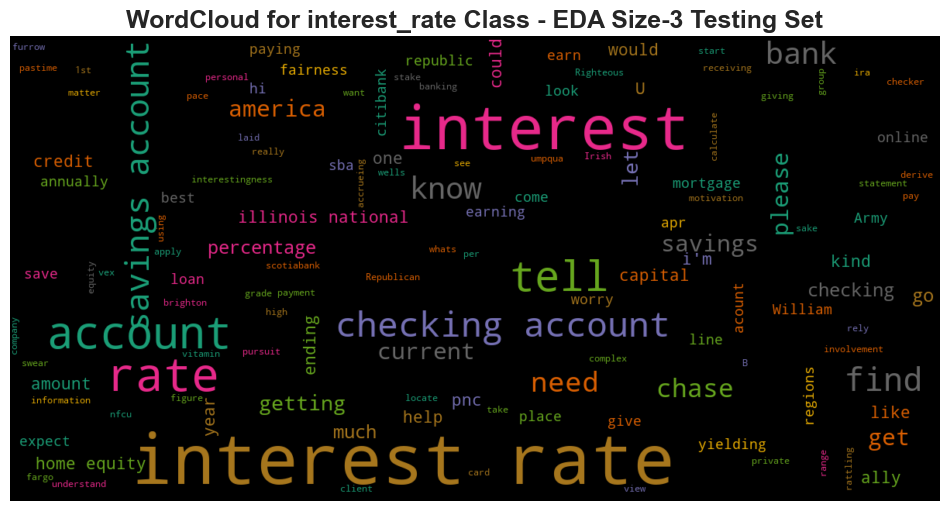 WordCloud for interest_rate Class - EDA Size-3 Testing Set
furrow
paying
republic
could
earn
would
start
receiving
bank
pastime
1st
personal
fairness
citibank
stake
banking
Righteous
look
U
giving
group
ira
checker
matter
pace
hi
want
america
interest
calculate
online
laid
savings account
credit
really
sba
one
see
umpqua
Irish
let
please
annually
interestingness
accrueing
wells
know
come
mortgage
motivation
statement
derive
pay
best
illinois national
earning
apr
sake
Army
using
percentage
whats
per
savings
i'm
kind
save
equity
vex
apply
loan
scotiabank
Republican
tell
capital
checking
go
brighton
grade
payment
high
worry
acount
William
company
account
ending
checking account
line
rely
vitamin
pursuit
current
complex
involvement
swear
rate
need
B
find
amount
figure
chase
regions
information
nfcu
year
getting
pnc
locate
take
place
give
like
help
expect
much
interest rate
yielding
get
home equity
card
private
range
rattling
ally
fargo
understand
client
view